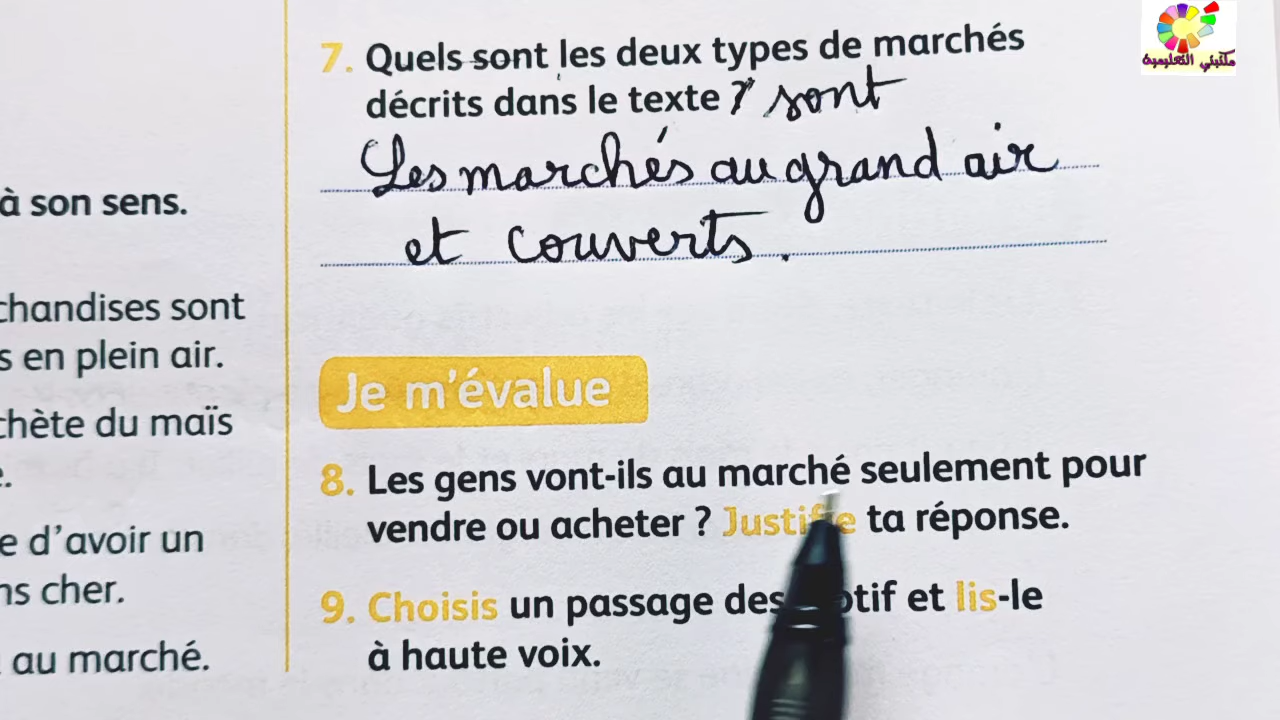 مكتبتي التعليمية
à son sens.
chandises sont
s en plein air.
chète du maïs
e.
e d'avoir un
ns cher.
au marché.
7. Quels sont les deux types de marchés
décrits dans le texte ? sont
Les marchés au grand air
et couverts.
Je m'évalue
8. Les gens vont-ils au marché seulement pour
vendre ou acheter ? Justifie ta réponse.
9. Choisis un passage et lis-le
à haute voix.